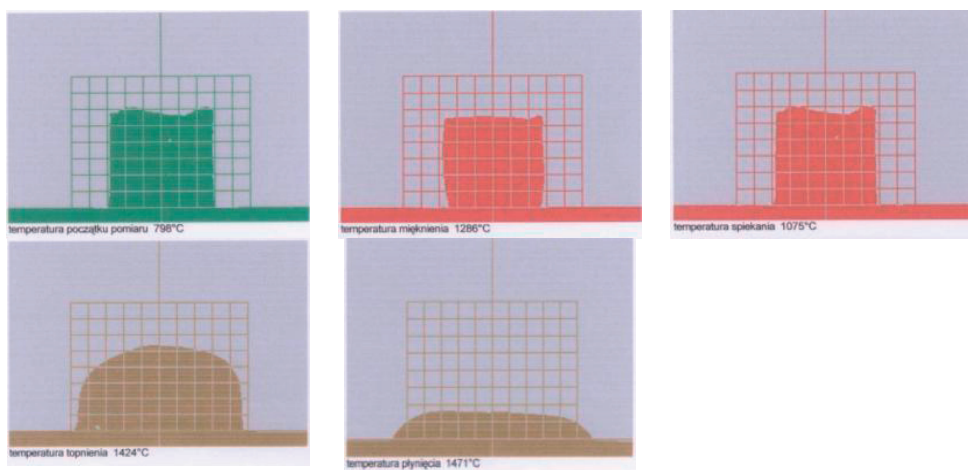 temperatura początku pomiaru 798°C
temperatura mięknienia 1286°C
temperatura spiekania 1075°C
temperatura topnienia 1424°C
temperatura płynięcia 1471°C